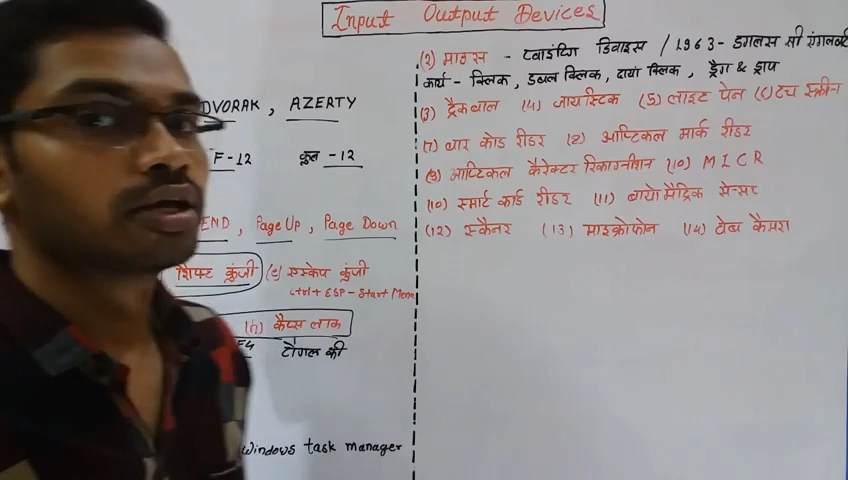 Input Output Devices
DVORAK, AZERTY
F-12 कुल -12
END, Page Up, Page Down
शिफ्ट कुंजी (e) एस्केप कुंजी
Ctrl + ESP - Start Menu
(h) कैप्स लाक
F4 टौगल की
Windows task manager
(2) माउस - प्वाइंटिंग डिवाइस / 1963 - डगलस सी एंगलबर्ट
कार्य - क्लिक, डबल क्लिक, दायां क्लिक, ड्रैग & ड्राप
(3) ट्रैकबाल (4) जायस्टिक (5) लाइट पेन (6) टच स्क्रीन
(7) बार कोड रीडर (8) आप्टिकल मार्क रीडर
(9) आप्टिकल कैरेक्टर रिकाग्नीशन (10) MICR
(10) स्मार्ट कार्ड रीडर (11) बायोमैट्रिक सेन्सर
(12) स्कैनर (13) माइक्रोफोन (14) वेब कैमरा